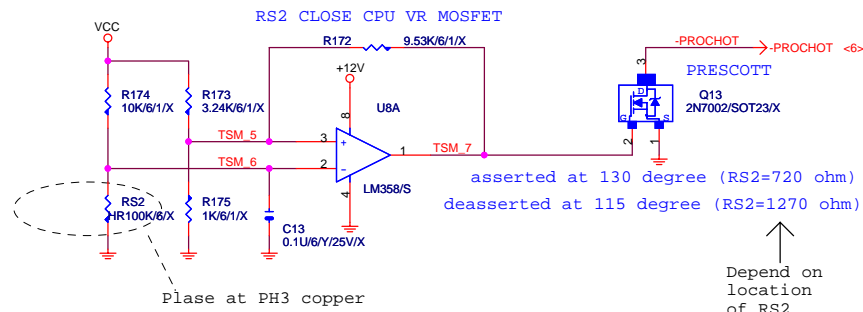 RS2 CLOSE CPU VR MOSFET
VCC
R172
9.53K/6/1/X
-PROCHOT
-PROCHOT <6>
+12V
3
PRESCOTT
R174
10K/6/1/X
R173
3.24K/6/1/X
U8A
8
D
G
S
Q13
2N7002/SOT23/X
TSM_5
3
+
1
TSM_7
2
1
TSM_6
2
-
4
LM358/S
asserted at 130 degree (RS2=720 ohm)
deasserted at 115 degree (RS2=1270 ohm)
RS2
HR100K/6/X
R175
1K/6/1/X
C13
0.1U/6/Y/25V/X
Plase at PH3 copper
Depend on
location
of RS2